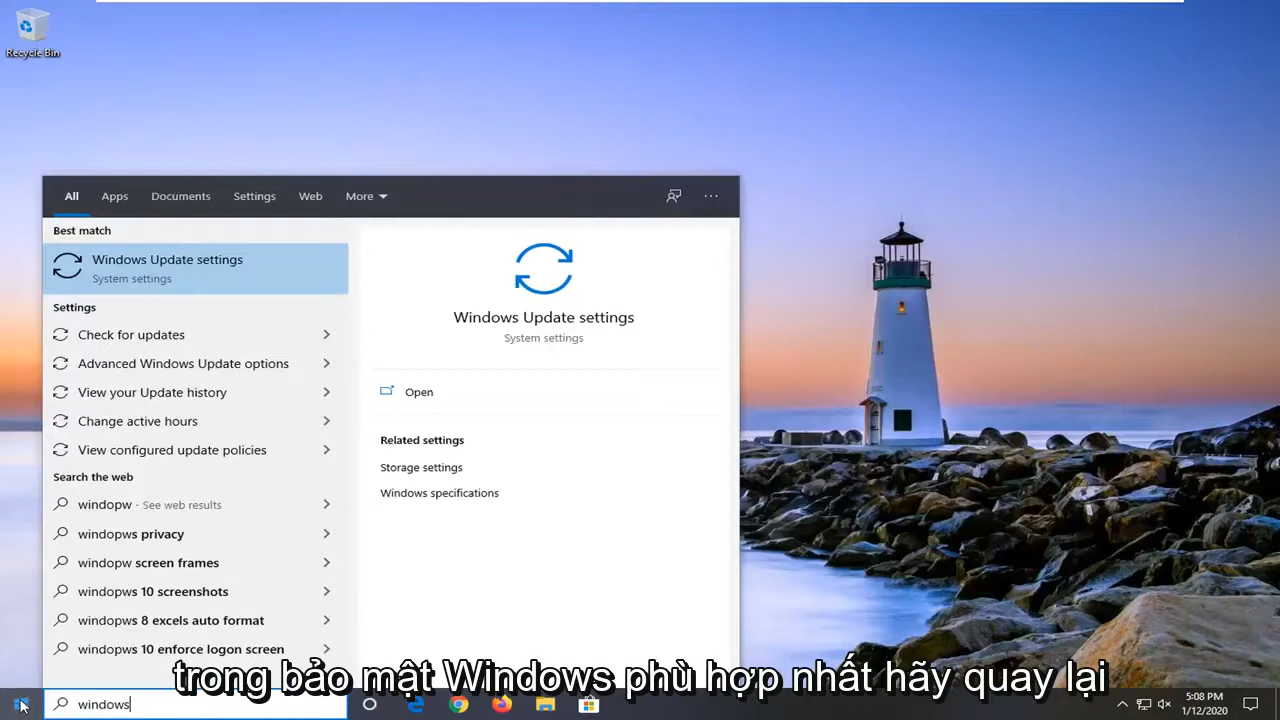 Recycle Bin
All Apps Documents Settings Web More
Best match
Windows Update settings
System settings
Settings
Check for updates
Advanced Windows Update options
View your Update history
Change active hours
View configured update policies
Search the web
windopw - See web results
windopws privacy
windopw screen frames
windopws 10 screenshots
windopws 8 excels auto format
windopws 10 enforce logon screen
Windows Update settings
System settings
Open
Related settings
Storage settings
Windows specifications
trong bảo mật Windows phù hợp nhất hãy quay lại
windows
5:08 PM
1/12/2020